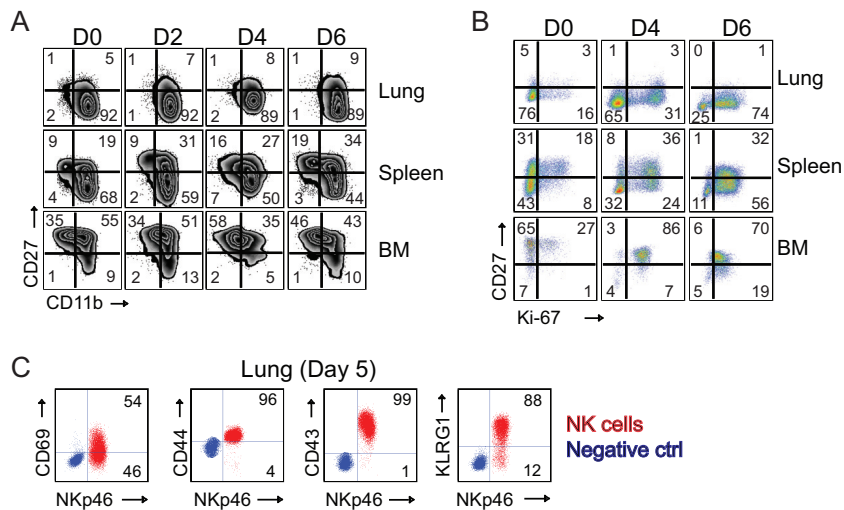 A
D0 D2 D4 D6
1 5 1 7 1 8 1 9
2 92 1 92 2 89 1 89
Lung
9 19 9 31 16 27 19 34
4 68 2 59 7 50 3 44
Spleen
35 55 34 51 58 35 46 43
1 9 2 13 2 5 1 10
BM
CD27
CD11b
B
D0 D4 D6
5 3 1 3 0 1
76 16 65 31 25 74
Lung
31 18 8 36 1 32
43 8 32 24 11 56
Spleen
65 27 3 86 6 70
7 1 4 7 5 19
BM
CD27
Ki-67
C
Lung (Day 5)
CD69
54
46
NKp46
CD44
96
4
NKp46
CD43
99
1
NKp46
KLRG1
88
12
NKp46
NK cells
Negative ctrl